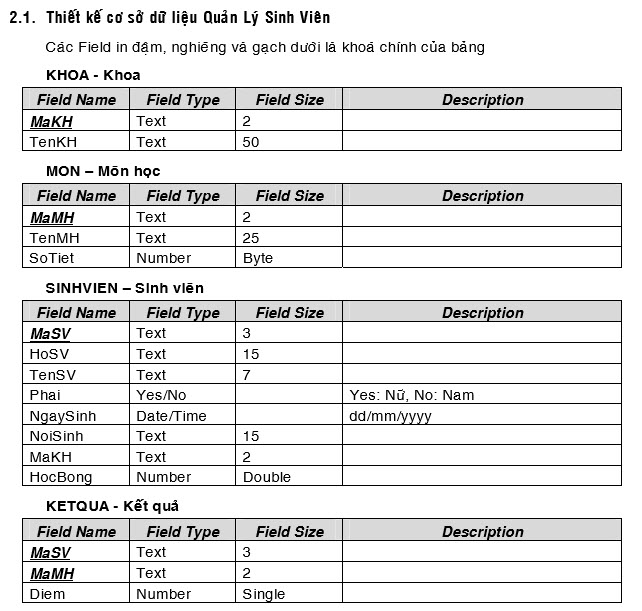 2.1. Thiết kế cơ sở dữ liệu Quản Lý Sinh Viên
Các Field in đậm, nghiêng và gạch dưới là khoá chính của bảng
KHOA - Khoa
Field Name Field Type Field Size Description
MaKH Text 2
TenKH Text 50
MON – Môn học
Field Name Field Type Field Size Description
MaMH Text 2
TenMH Text 25
SoTiet Number Byte
SINHVIEN – Sinh viên
Field Name Field Type Field Size Description
MaSV Text 3
HoSV Text 15
TenSV Text 7
Phai Yes/No Yes: Nữ, No: Nam
NgaySinh Date/Time dd/mm/yyyy
NoiSinh Text 15
MaKH Text 2
HocBong Number Double
KETQUA - Kết quả
Field Name Field Type Field Size Description
MaSV Text 3
MaMH Text 2
Diem Number Single